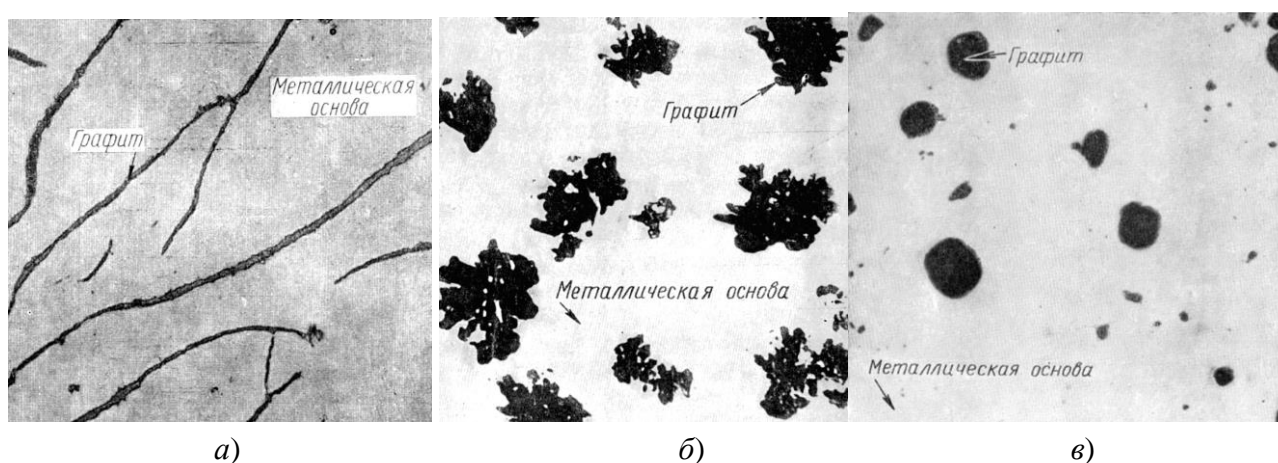 Металлическая
основа
Графит
Графит
Металлическая основа
Графит
Металлическая основа
а)
б)
в)